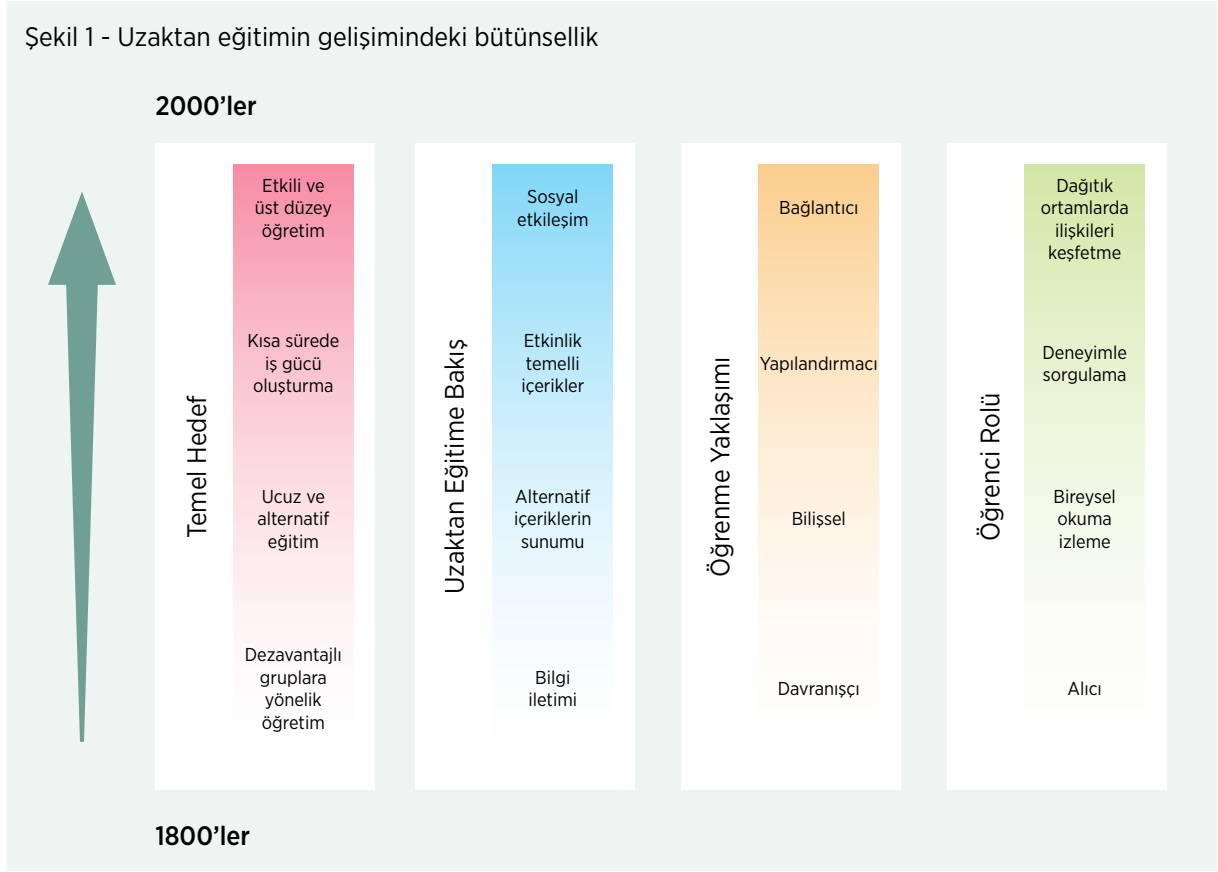 Şekil 1 - Uzaktan eğitimin gelişimindeki bütünsellik
2000'ler
Temel Hedef
Etkili ve
üst düzey
öğretim
Kısa sürede
iş gücü
oluşturma
Ucuz ve
alternatif
eğitim
Dezavantajlı
gruplara
yönelik
öğretim
Uzaktan Eğitime Bakış
Sosyal
etkileşim
Etkinlik
temelli
içerikler
Alternatif
içeriklerin
sunumu
Bilgi
iletimi
Öğrenme Yaklaşımı
Bağlantıcı
Yapılandırmacı
Bilişsel
Davranışçı
Öğrenci Rolü
Dağıtık
ortamlarda
ilişkileri
keşfetme
Deneyimle
sorgulama
Bireysel
okuma
izleme
Alıcı
1800'ler